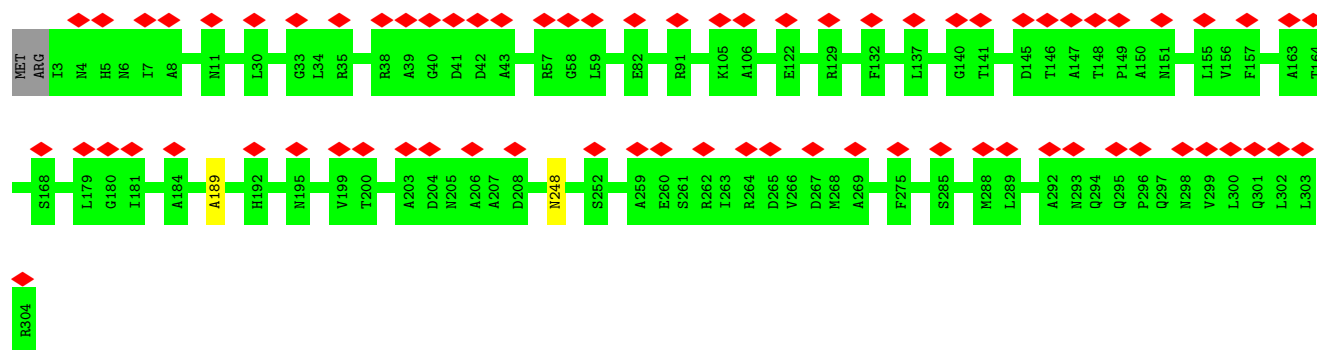 MET ARG I3 N4 H5 N6 I7 A8 N11 L30 G33 L34 R35 R38 A39 G40 D41 D42 A43 R57 G58 L59 E82 R91 K105 A106 E122 R129 F132 L137 G140 T141 D145 T146 A147 T148 P149 A150 N151 L155 V156 F157 A163 T164
S168 L179 G180 I181 A184 A189 H192 N195 V199 T200 A203 D204 N205 A206 A207 D208 N248 S252 A259 E260 S261 R262 I263 R264 D265 V266 D267 M268 A269 F275 S285 M288 L289 A292 N293 Q294 Q295 P296 Q297 N298 V299 L300 Q301 L302 L303
R304